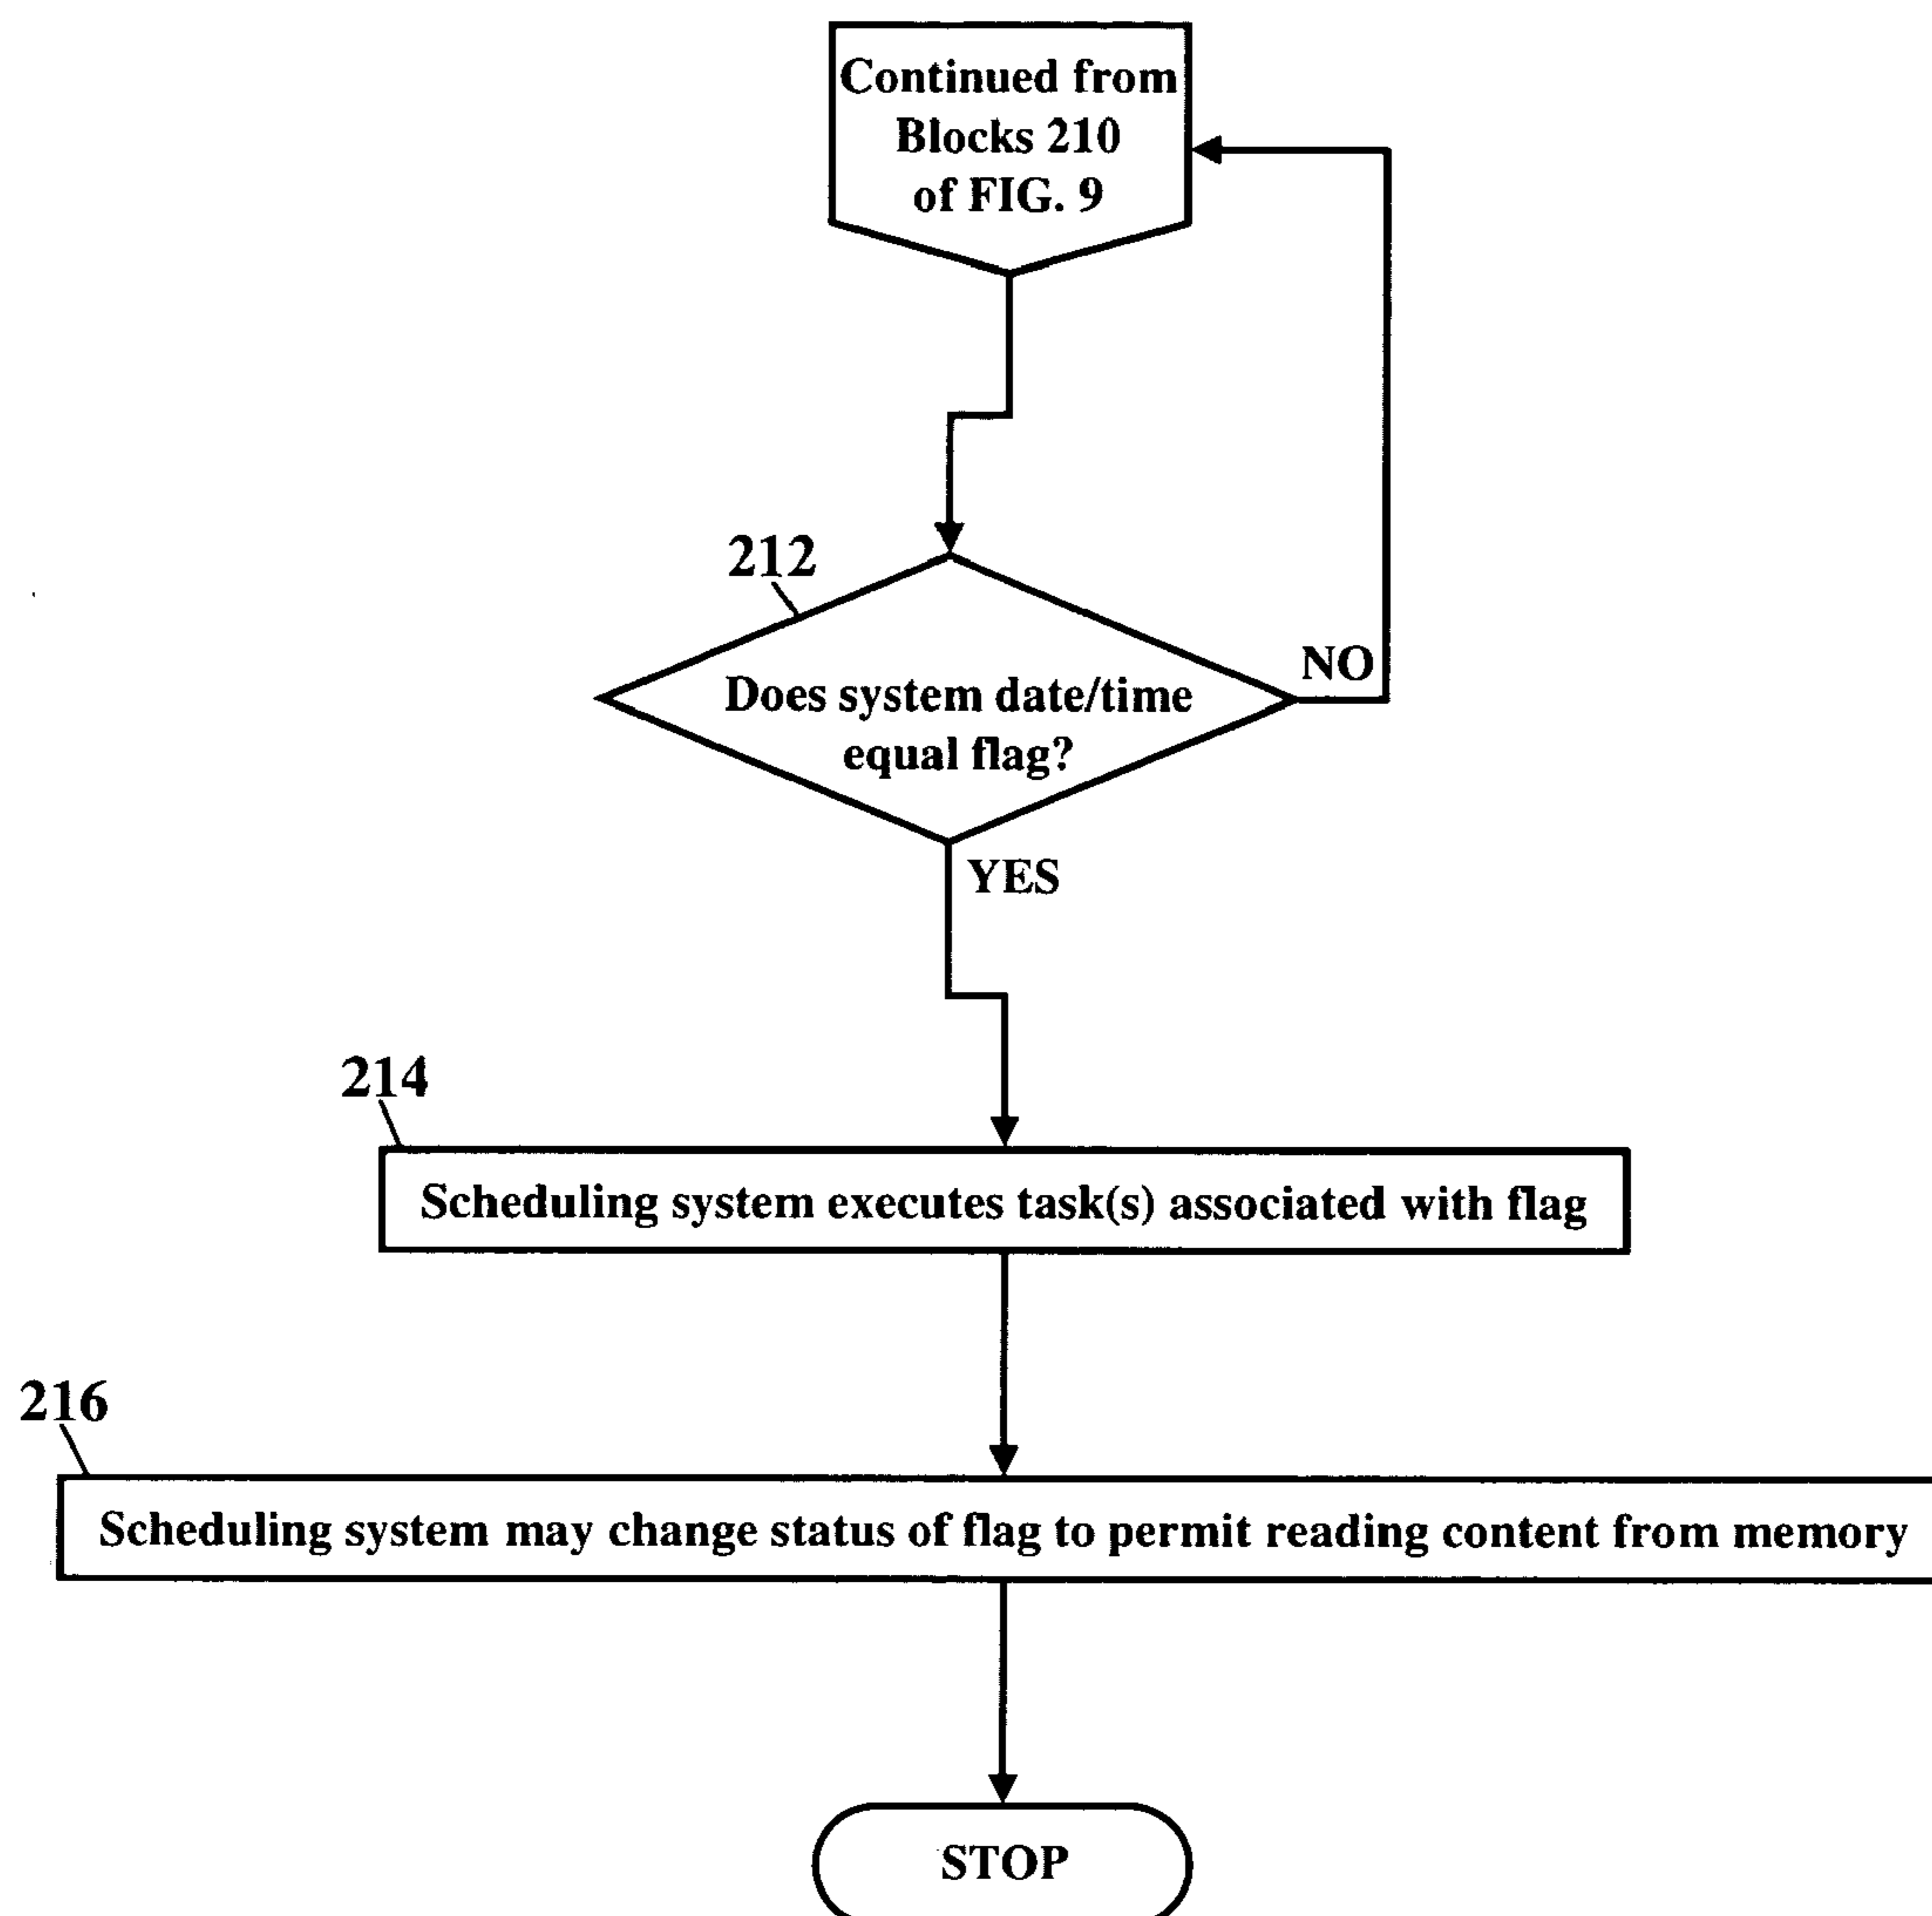 Continued from
Blocks 210
of FIG. 9
212
NO
Does system date/time
equal flag?
YES
214
Scheduling system executes task(s) associated with flag
216
Scheduling system may change status of flag to permit reading content from memory
STOP